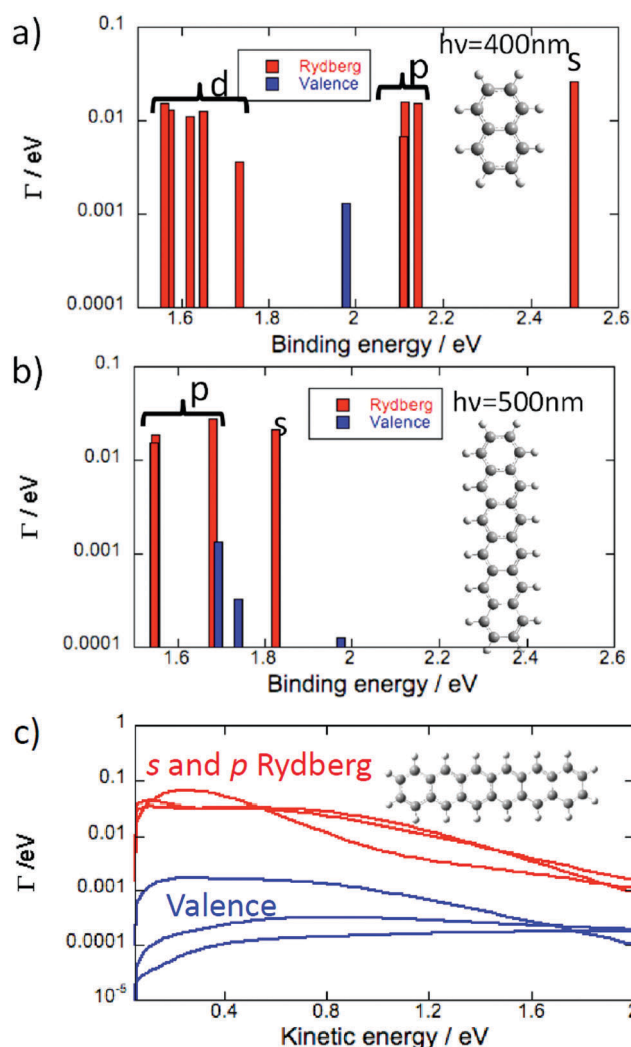 a)
hν=400nm
Rydberg
Valence
d
p
s
0.1
0.01
0.001
0.0001
Γ / eV
1.6 1.8 2 2.2 2.4 2.6
Binding energy / eV
b)
hν=500nm
Rydberg
Valence
p
s
0.1
0.01
0.001
0.0001
Γ / eV
1.6 1.8 2 2.2 2.4 2.6
Binding energy / eV
c)
s and p Rydberg
Valence
1
0.1
0.01
0.001
0.0001
10⁻⁵
Γ /eV
0.4 0.8 1.2 1.6 2
Kinetic energy / eV